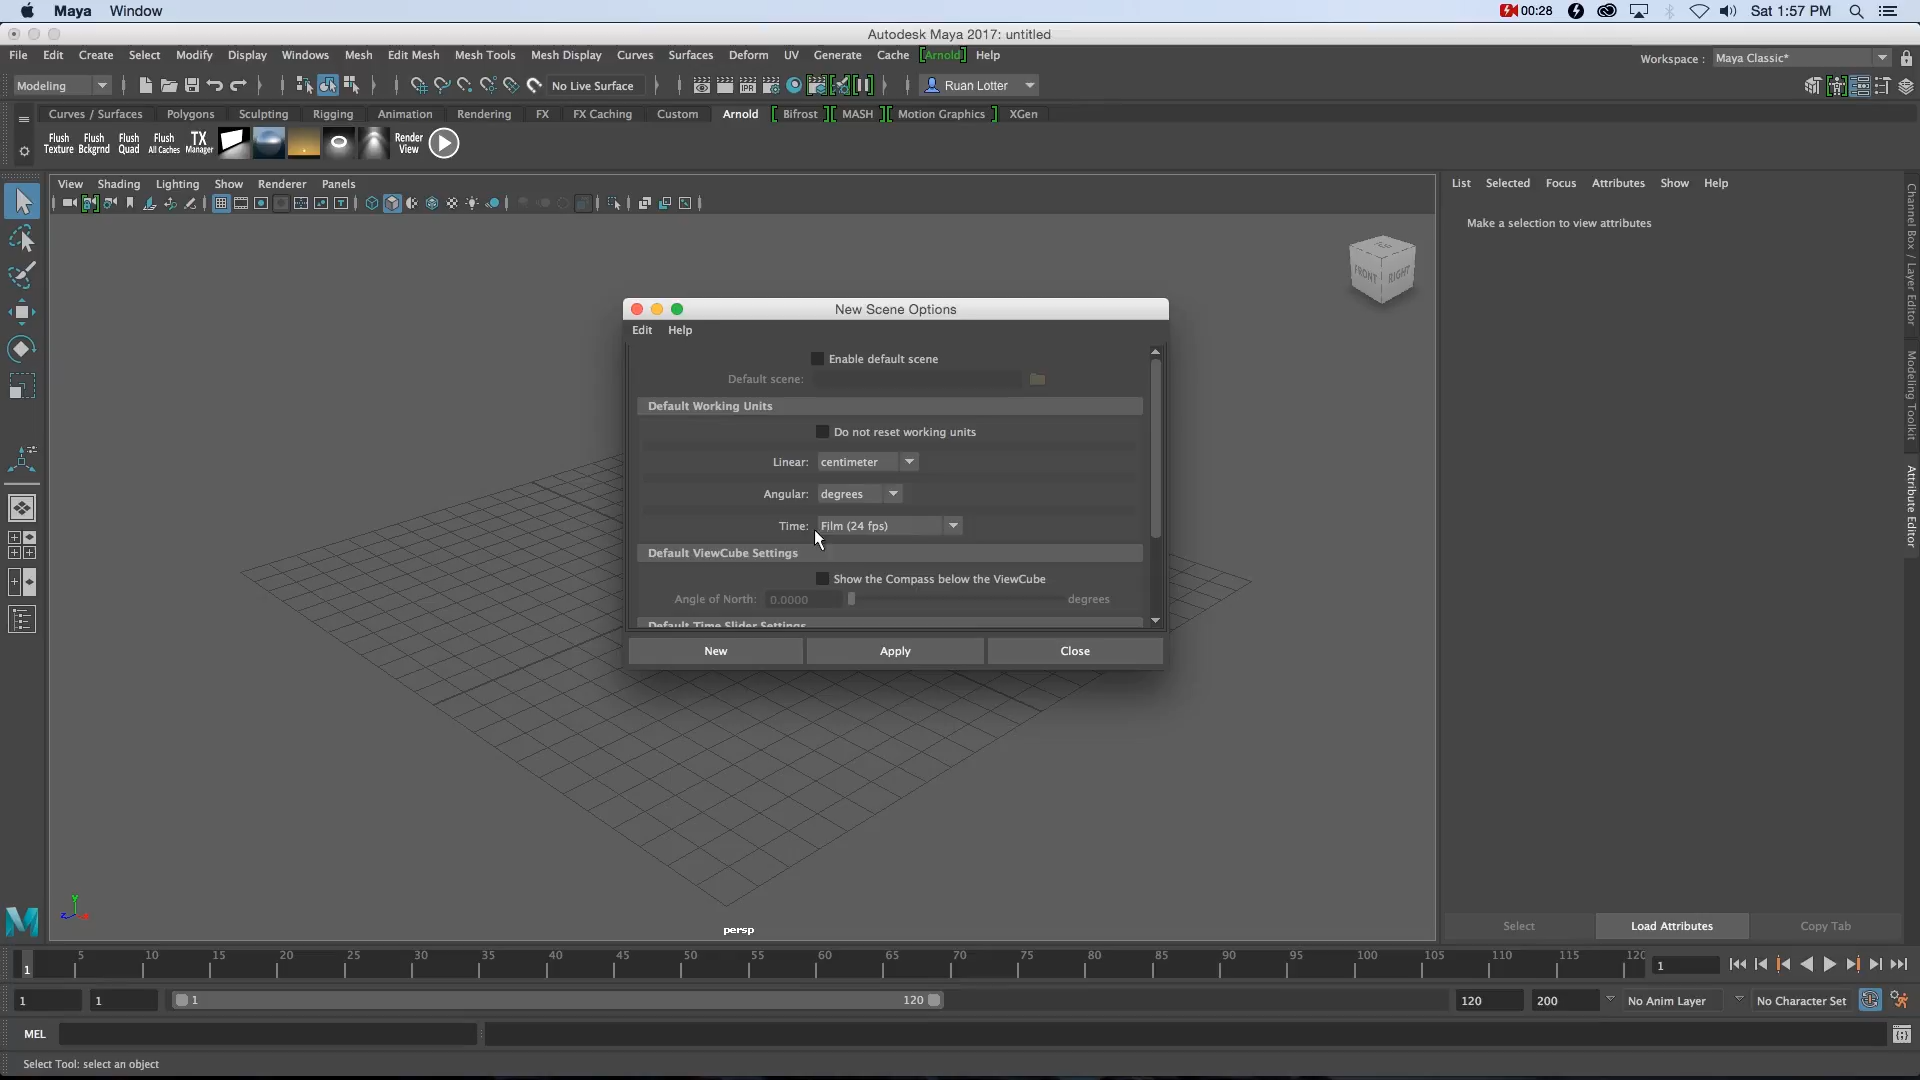 Maya Window 00:28 Sat 1:57 PM
Autodesk Maya 2017: untitled
File Edit Create Select Modify Display Windows Mesh Edit Mesh Mesh Tools Mesh Display Curves Surfaces Deform UV Generate Cache [Arnold] Help
Workspace : Maya Classic*
Modeling No Live Surface Ruan Lotter
Curves / Surfaces Polygons Sculpting Rigging Animation Rendering FX FX Caching Custom Arnold [ Bifrost ] [ MASH ] [ Motion Graphics ] XGen
Flush Texture
Flush Bckgrnd
Flush Quad
Flush All Caches
TX Manager
Render View
View Shading Lighting Show Renderer Panels
List Selected Focus Attributes Show Help
Make a selection to view attributes
TOP
FRONT RIGHT
Channel Box / Layer Editor
Modeling Toolkit
Attribute Editor
New Scene Options
Edit Help
Enable default scene
Default scene:
Default Working Units
Do not reset working units
Linear: centimeter
Angular: degrees
Time: Film (24 fps)
Default ViewCube Settings
Show the Compass below the ViewCube
Angle of North: 0.0000 degrees
Default Time Slider Settings
New Apply Close
y
z
persp
Select Load Attributes Copy Tab
5 10 15 20 25 30 35 40 45 50 55 60 65 70 75 80 85 90 95 100 105 110 115 120
1 1
1 1 1 120 120 200 No Anim Layer No Character Set
MEL
Select Tool: select an object